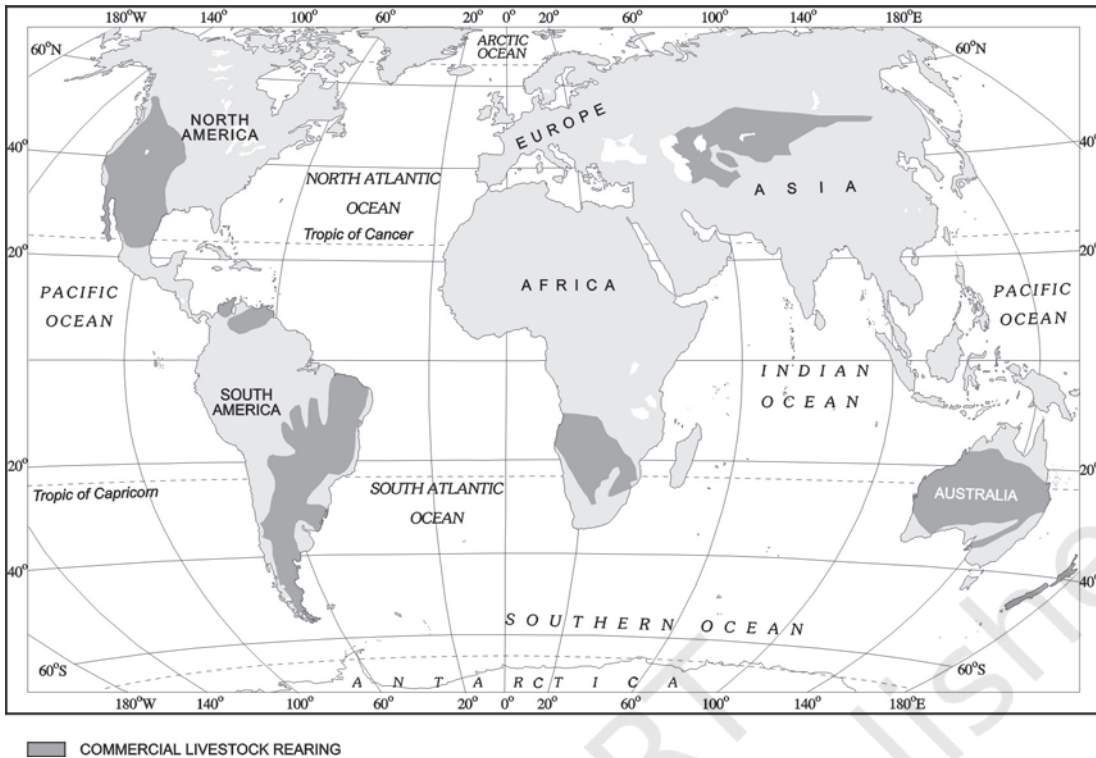 180°W 140° 100° 60° 20° 0° 20° 60° 100° 140° 180°E
ARCTIC
OCEAN
60°N
60°N
NORTH
AMERICA
EUROPE
40°
40°
NORTH ATLANTIC
OCEAN
ASIA
Tropic of Cancer
20°
20°
AFRICA
PACIFIC
OCEAN
PACIFIC
OCEAN
INDIAN
OCEAN
SOUTH
AMERICA
20°
20°
Tropic of Capricorn
SOUTH ATLANTIC
OCEAN
AUSTRALIA
40°
40°
SOUTHERN OCEAN
60°S
60°S
ANTARCTICA
180°W 140° 100° 60° 20° 0° 20° 60° 100° 140° 180°E
COMMERCIAL LIVESTOCK REARING